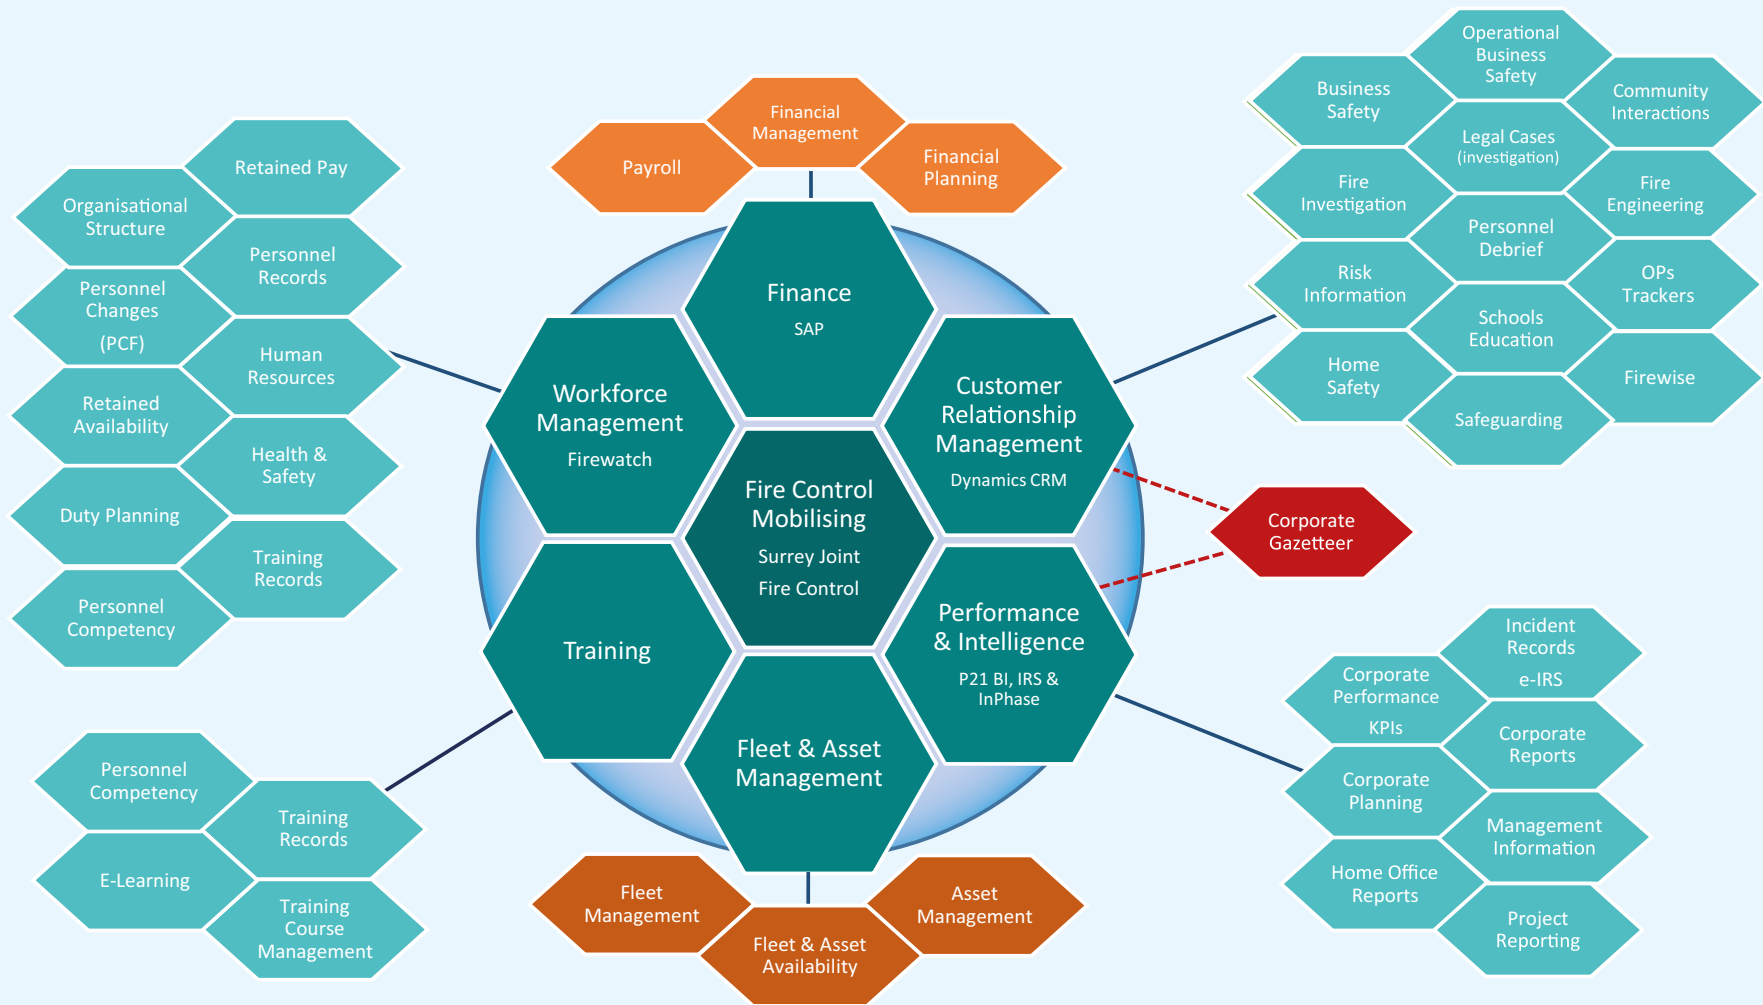 Retained Pay
Organisational
Structure
Personnel
Records
Personnel
Changes
(PCF)
Human
Resources
Retained
Availability
Health &
Safety
Duty Planning
Training
Records
Personnel
Competency
Payroll
Financial
Management
Financial
Planning
Finance
SAP
Workforce
Management
Firewatch
Customer
Relationship
Management
Dynamics CRM
Fire Control
Mobilising
Surrey Joint
Fire Control
Training
Performance
& Intelligence
P21 BI, IRS &
InPhase
Fleet & Asset
Management
Operational
Business
Safety
Business
Safety
Community
Interactions
Legal Cases
(investigation)
Fire
Investigation
Fire
Engineering
Personnel
Debrief
Risk
Information
OPs
Trackers
Schools
Education
Home
Safety
Firewise
Safeguarding
Corporate
Gazetteer
Incident
Records
e-IRS
Corporate
Performance
KPIs
Corporate
Reports
Corporate
Planning
Management
Information
Home Office
Reports
Project
Reporting
Personnel
Competency
Training
Records
E-Learning
Training
Course
Management
Fleet
Management
Fleet & Asset
Availability
Asset
Management